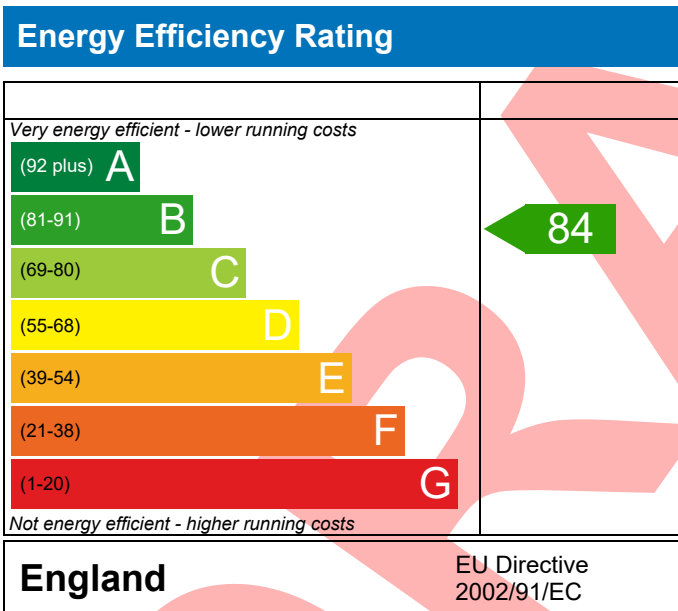 Energy Efficiency Rating
Very energy efficient - lower running costs
(92 plus) A
(81-91) B
84
(69-80) C
(55-68) D
(39-54) E
(21-38) F
(1-20) G
Not energy efficient - higher running costs
England
EU Directive
2002/91/EC